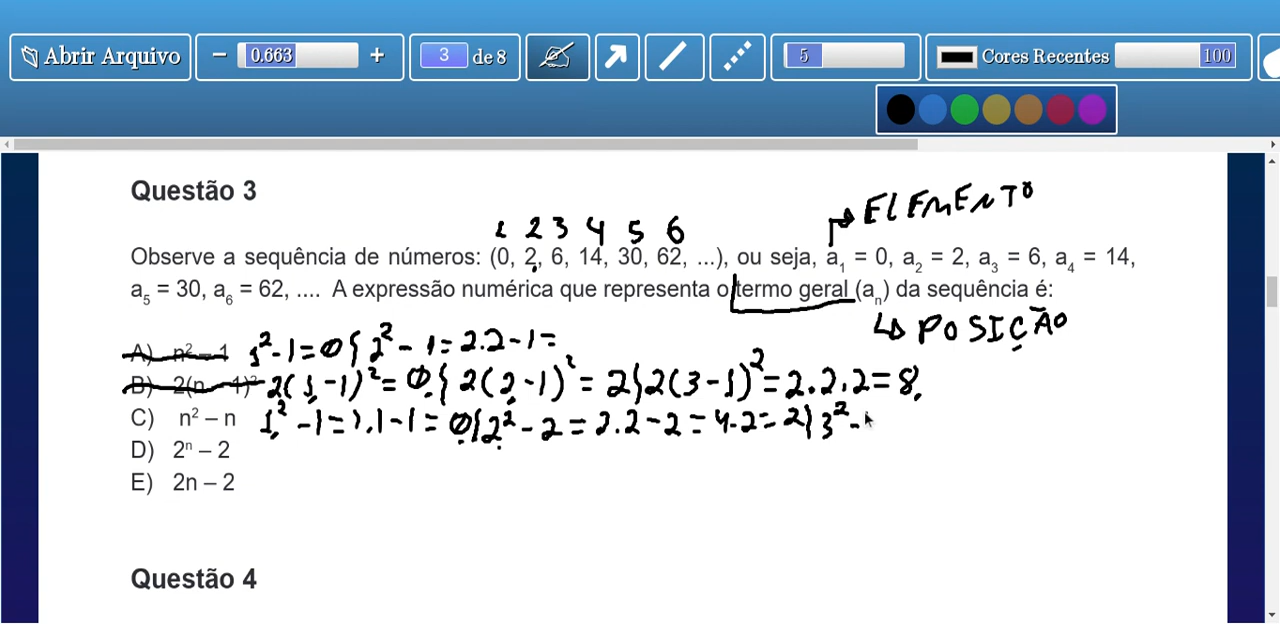 Abrir Arquivo − 0.663 + 3 de 8 5 Cores Recentes 100
Questão 3
ELEMENTO
1 2 3 4 5 6
Observe a sequência de números: (0, 2, 6, 14, 30, 62, ...), ou seja, a₁ = 0, a₂ = 2, a₃ = 6, a₄ = 14,
a₅ = 30, a₆ = 62, .... A expressão numérica que representa o termo geral (aₙ) da sequência é:
POSIÇÃO
A) n² – 1 1² - 1 = 0 { 2² - 1 = 2.2 - 1 =
B) 2(n – 1)² 2(1 - 1)² = 0. { 2(2 - 1)² = 2 } 2(3 - 1)² = 2.2.2 = 8.
C) n² – n 1² - 1 = 1.1 - 1 = 0 { 2² - 2 = 2.2 - 2 = 4 - 2 = 2 } 3² -
D) 2ⁿ – 2
E) 2n – 2
Questão 4